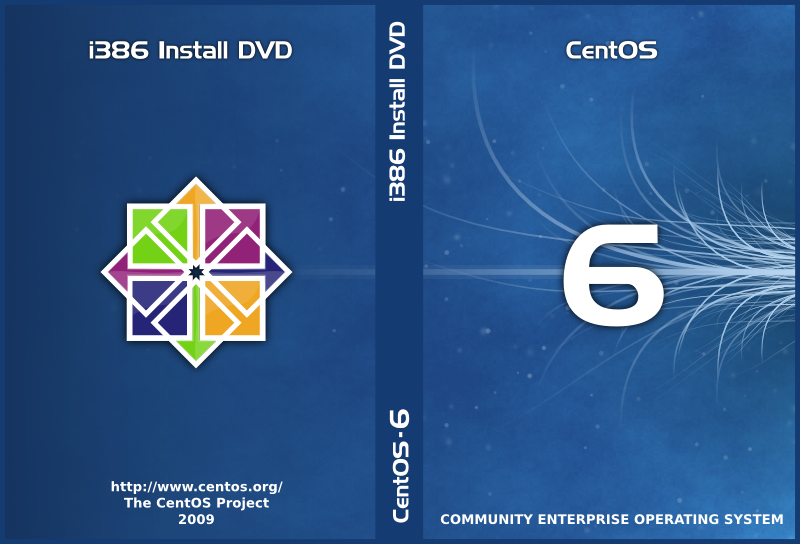 i386 Install DVD
http://www.centos.org/
The CentOS Project
2009
i386 Install DVD
CentOS-6
CentOS
6
COMMUNITY ENTERPRISE OPERATING SYSTEM